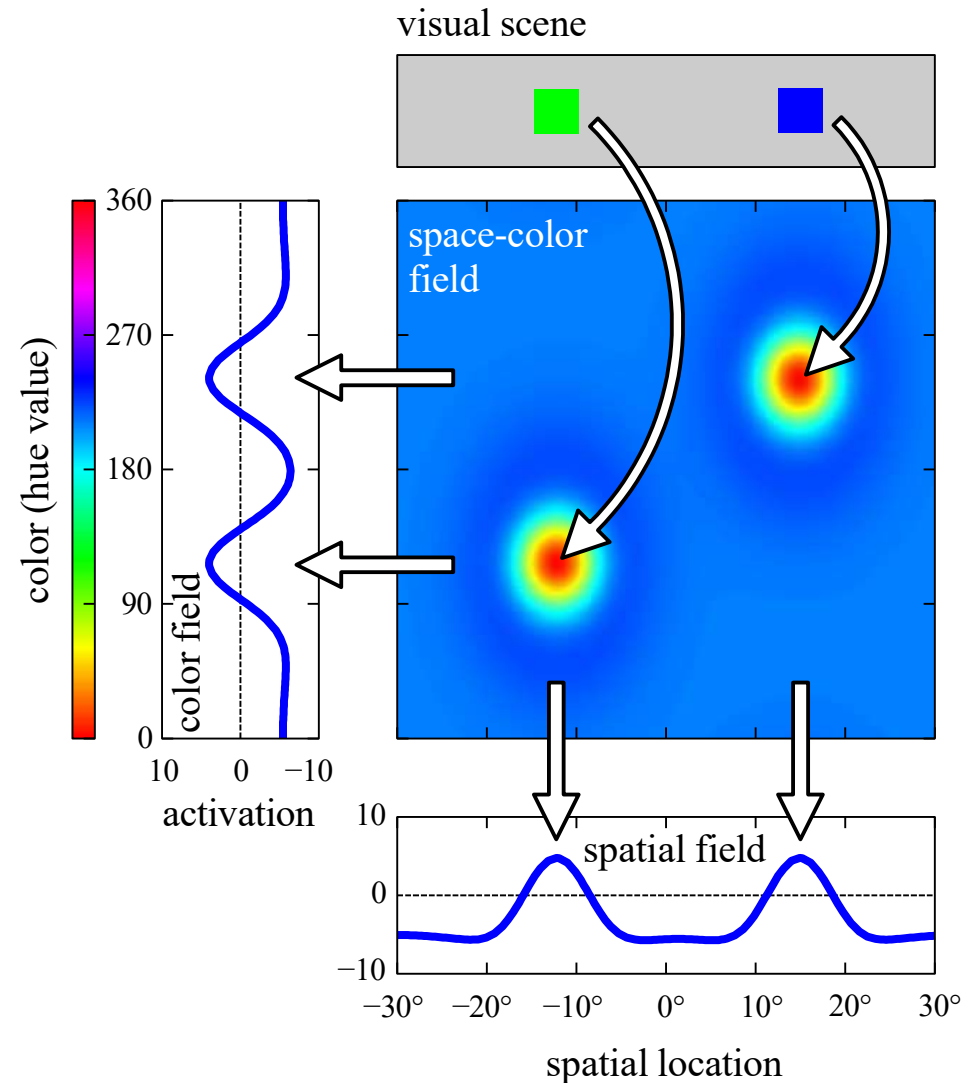 visual scene
360
270
180
90
0
color (hue value)
color field
10 0 −10
activation
space-color
field
10
0
−10
spatial field
−30° −20° −10° 0° 10° 20° 30°
spatial location